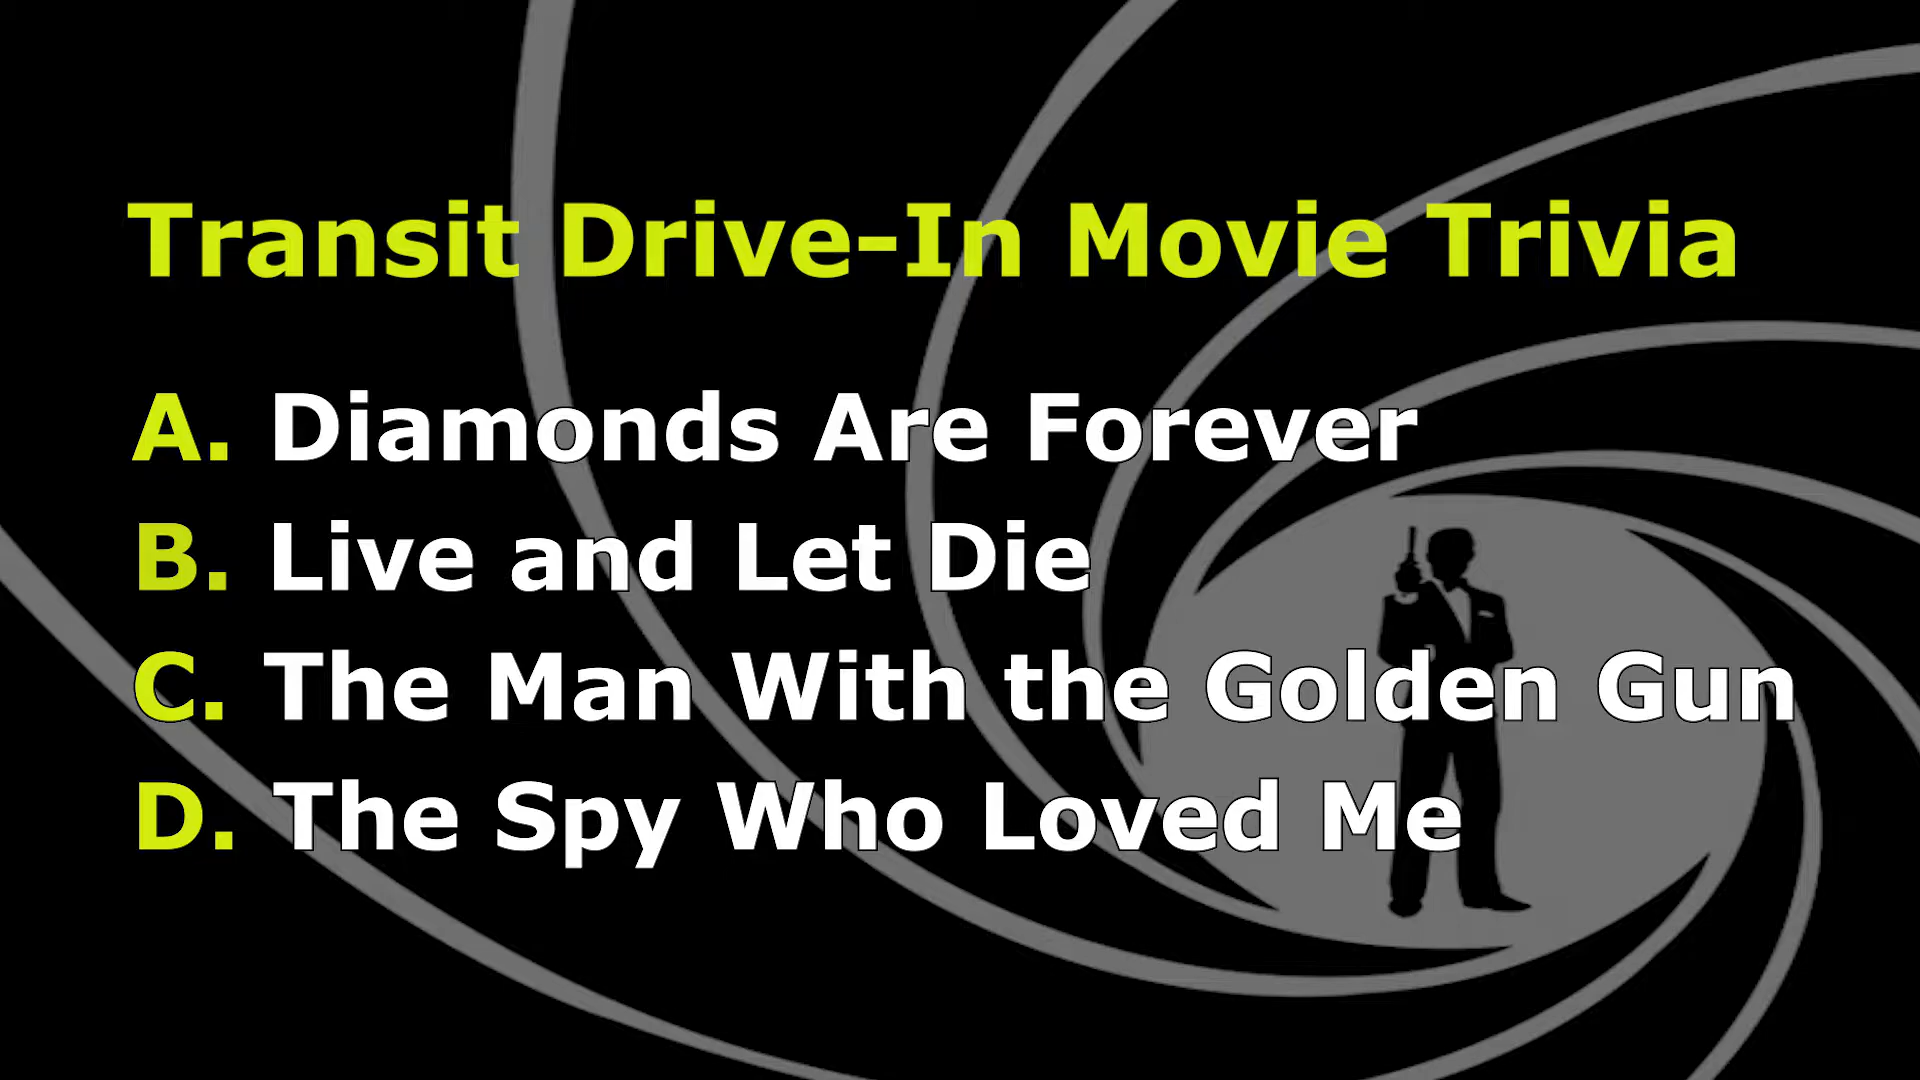 Transit Drive-In Movie Trivia
A. Diamonds Are Forever
B. Live and Let Die
C. The Man With the Golden Gun
D. The Spy Who Loved Me